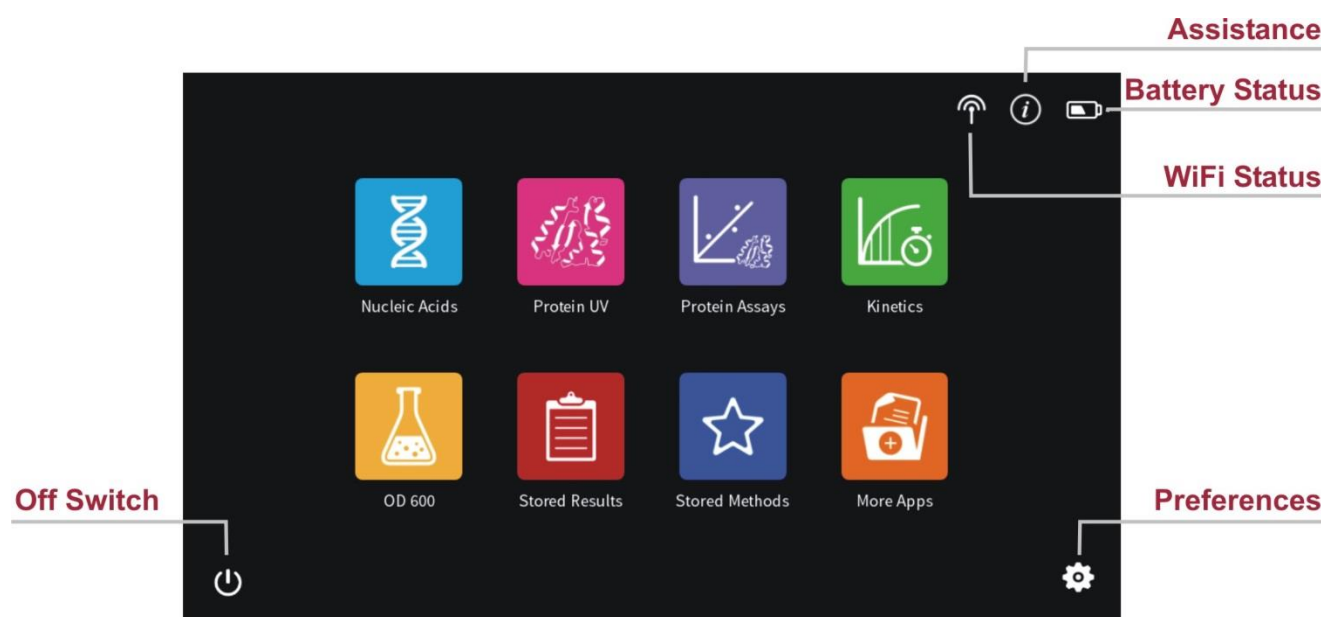 Assistance
Battery Status
WiFi Status
i
Nucleic Acids
Protein UV
Protein Assays
Kinetics
OD 600
Stored Results
Stored Methods
More Apps
Off Switch
Preferences